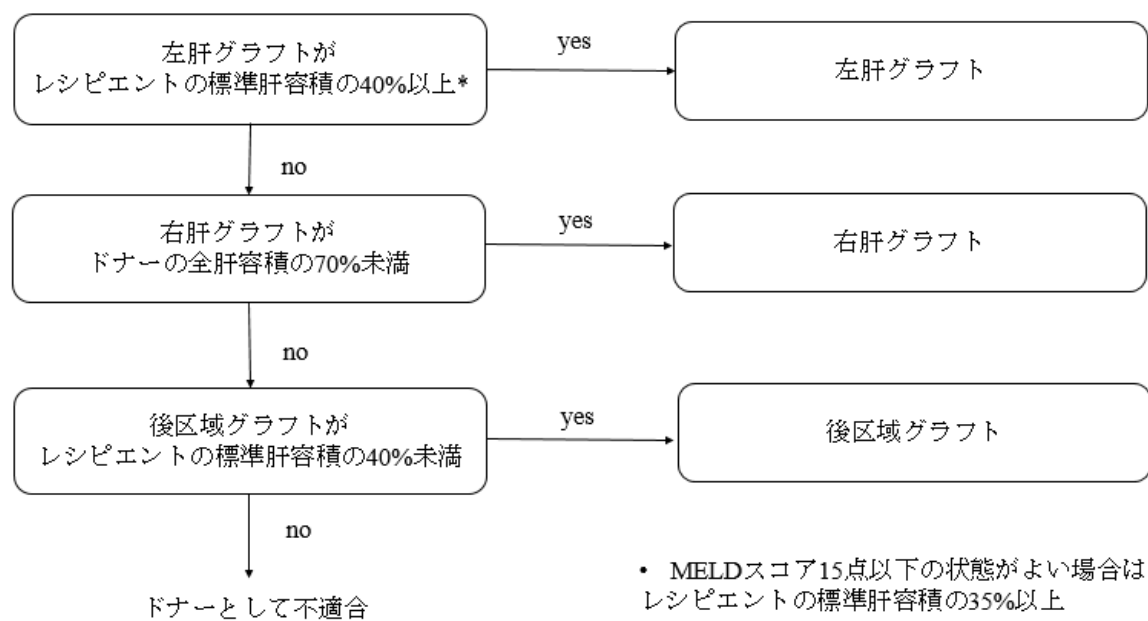 左肝グラフトが
レシピエントの標準肝容積の40%以上*
yes
左肝グラフト
no
右肝グラフトが
ドナーの全肝容積の70%未満
yes
右肝グラフト
no
後区域グラフトが
レシピエントの標準肝容積の40%未満
yes
後区域グラフト
no
ドナーとして不適合
• MELDスコア15点以下の状態がよい場合は
レシピエントの標準肝容積の35%以上